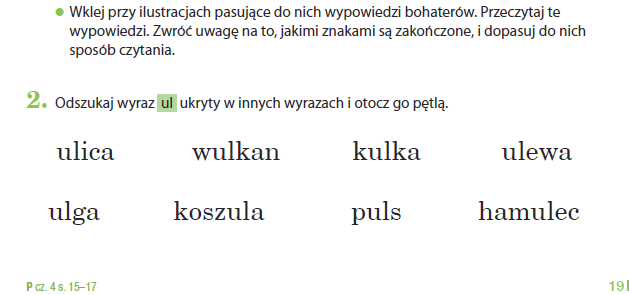 ● Wklej przy ilustracjach pasujące do nich wypowiedzi bohaterów. Przeczytaj te
wypowiedzi. Zwróć uwagę na to, jakimi znakami są zakończone, i dopasuj do nich
sposób czytania.
2. Odszukaj wyraz ul ukryty w innych wyrazach i otocz go pętlą.
ulica wulkan kulka ulewa
ulga koszula puls hamulec
P cz. 4 s. 15–17 19